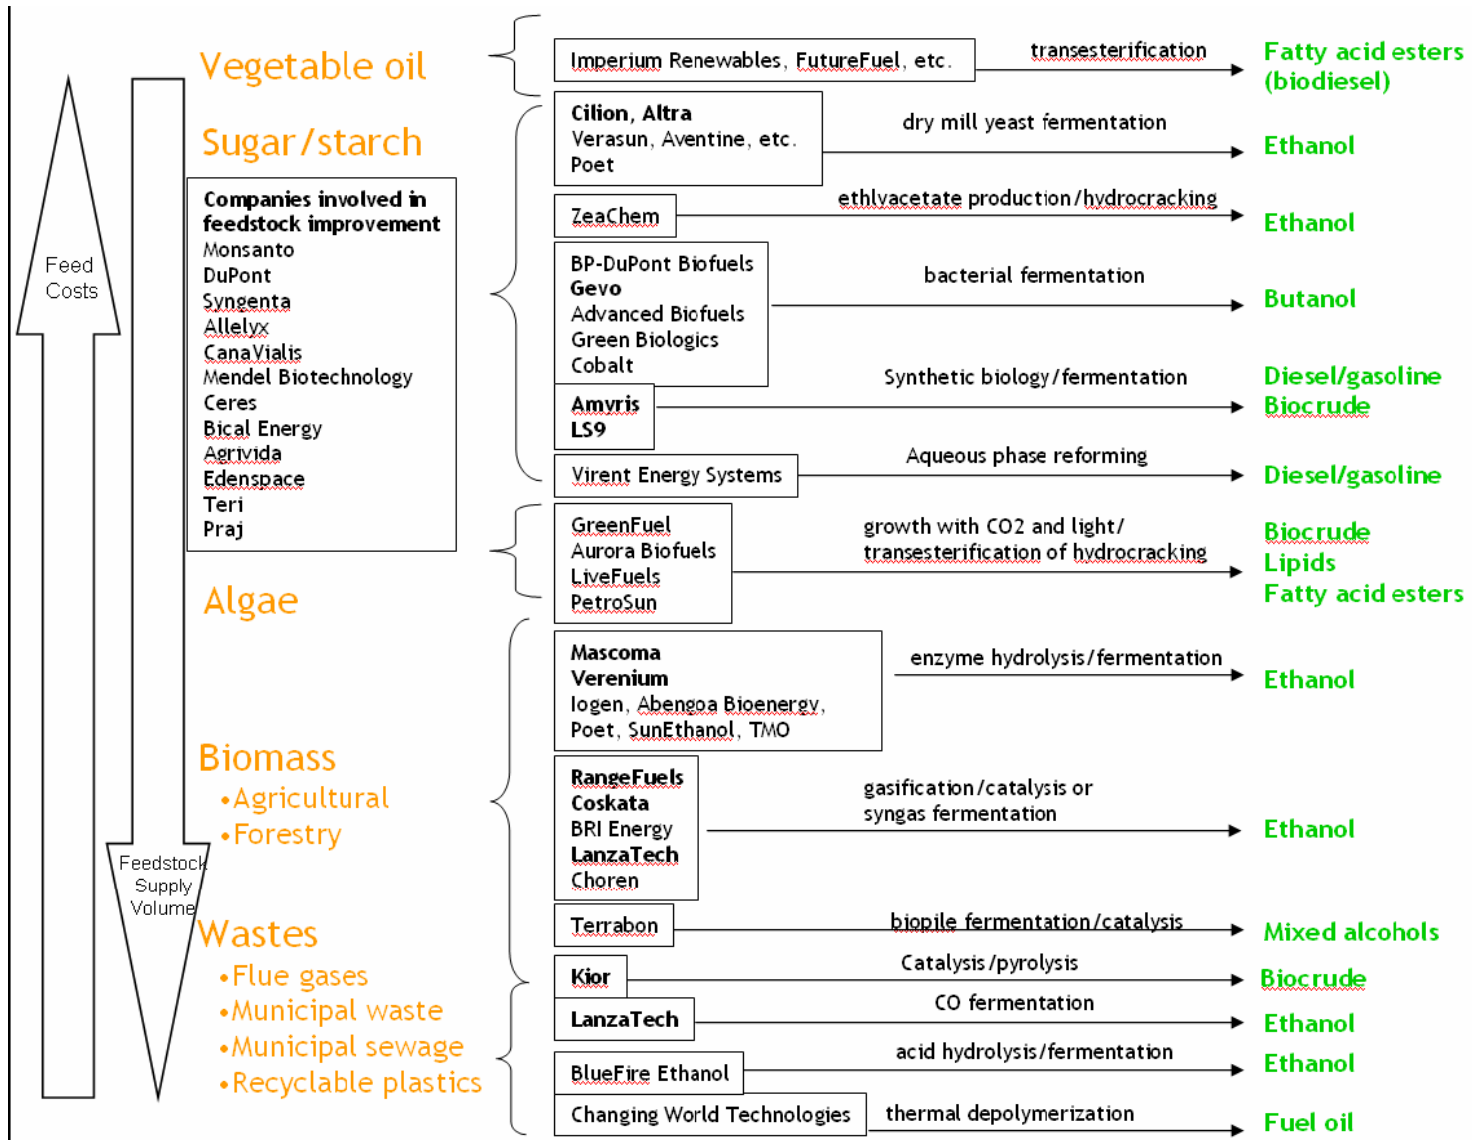 Vegetable oil
Imperium Renewables, FutureFuel, etc.
transesterification
Fatty acid esters
(biodiesel)
Sugar/starch
Cilion, Altra
Verasun, Aventine, etc.
Poet
dry mill yeast fermentation
Ethanol
ZeaChem
ethlyacetate production/hydrocracking
Ethanol
BP-DuPont Biofuels
Gevo
Advanced Biofuels
Green Biologics
Cobalt
bacterial fermentation
Butanol
Amyris
LS9
Synthetic biology/fermentation
Diesel/gasoline
Biocrude
Virent Energy Systems
Aqueous phase reforming
Diesel/gasoline
Companies involved in
feedstock improvement
Monsanto
DuPont
Syngenta
Allelyx
CanaVialis
Mendel Biotechnology
Ceres
Bical Energy
Agrivida
Edenspace
Teri
Praj
Feed
Costs
Algae
GreenFuel
Aurora Biofuels
LiveFuels
PetroSun
growth with CO2 and light/
transesterification of hydrocracking
Biocrude
Lipids
Fatty acid esters
Biomass
•Agricultural
•Forestry
Mascoma
Verenium
Iogen, Abengoa Bioenergy,
Poet, SunEthanol, TMO
enzyme hydrolysis/fermentation
Ethanol
RangeFuels
Coskata
BRI Energy
LanzaTech
Choren
gasification/catalysis or
syngas fermentation
Ethanol
Terrabon
biopile fermentation/catalysis
Mixed alcohols
Kior
Catalysis/pyrolysis
Biocrude
Feedstock
Supply
Volume
Wastes
•Flue gases
•Municipal waste
•Municipal sewage
•Recyclable plastics
LanzaTech
CO fermentation
Ethanol
BlueFire Ethanol
acid hydrolysis/fermentation
Ethanol
Changing World Technologies
thermal depolymerization
Fuel oil